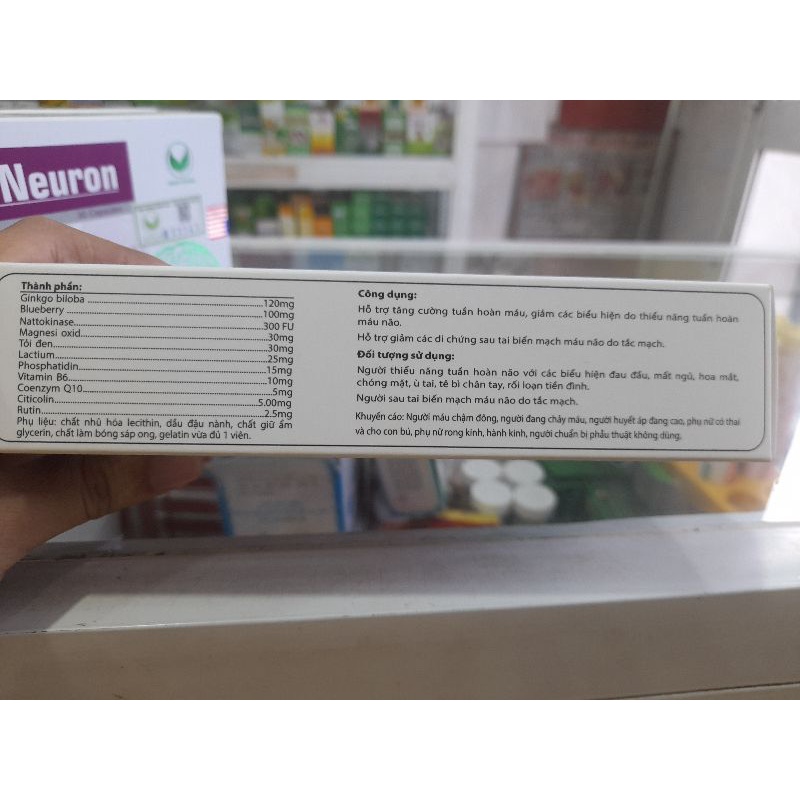 Neuron
Thành phần:
Ginkgo biloba ........ 120mg
Blueberry ........ 100mg
Nattokinase ........ 300 FU
Magnesi oxid ........ 30mg
Tỏi đen ........ 30mg
Lactium ........ 25mg
Phosphatidin ........ 15mg
Vitamin B6 ........ 10mg
Coenzym Q10 ........ 5mg
Citicolin ........ 5.00mg
Rutin ........ 2.5mg
Phụ liệu: chất nhũ hóa lecithin, dầu đậu nành, chất giữ ẩm
glycerin, chất làm bóng sáp ong, gelatin vừa đủ 1 viên.
Công dụng:
Hỗ trợ tăng cường tuần hoàn máu, giảm các biểu hiện do thiểu năng tuần hoàn
máu não.
Hỗ trợ giảm các di chứng sau tai biến mạch máu não do tắc mạch.
Đối tượng sử dụng:
Người thiểu năng tuần hoàn não với các biểu hiện đau đầu, mất ngủ, hoa mắt,
chóng mặt, ù tai, tê bì chân tay, rối loạn tiền đình.
Người sau tai biến mạch máu não do tắc mạch.
Khuyến cáo: Người máu chậm đông, người đang chảy máu, người huyết áp đang cao, phụ nữ có thai
và cho con bú, phụ nữ rong kinh, hành kinh, người chuẩn bị phẫu thuật không dùng.